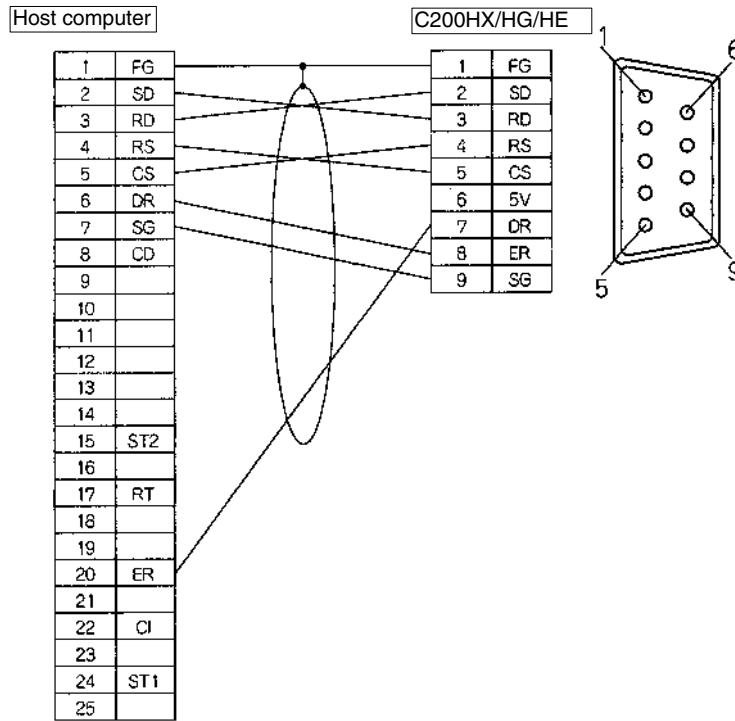 Host computer
C200HX/HG/HE
1 FG
2 SD
3 RD
4 RS
5 CS
6 DR
7 SG
8 CD
9
10
11
12
13
14
15 ST2
16
17 RT
18
19
20 ER
21
22 CI
23
24 ST1
25
1 FG
2 SD
3 RD
4 RS
5 CS
6 5V
7 DR
8 ER
9 SG
1
6
5
9